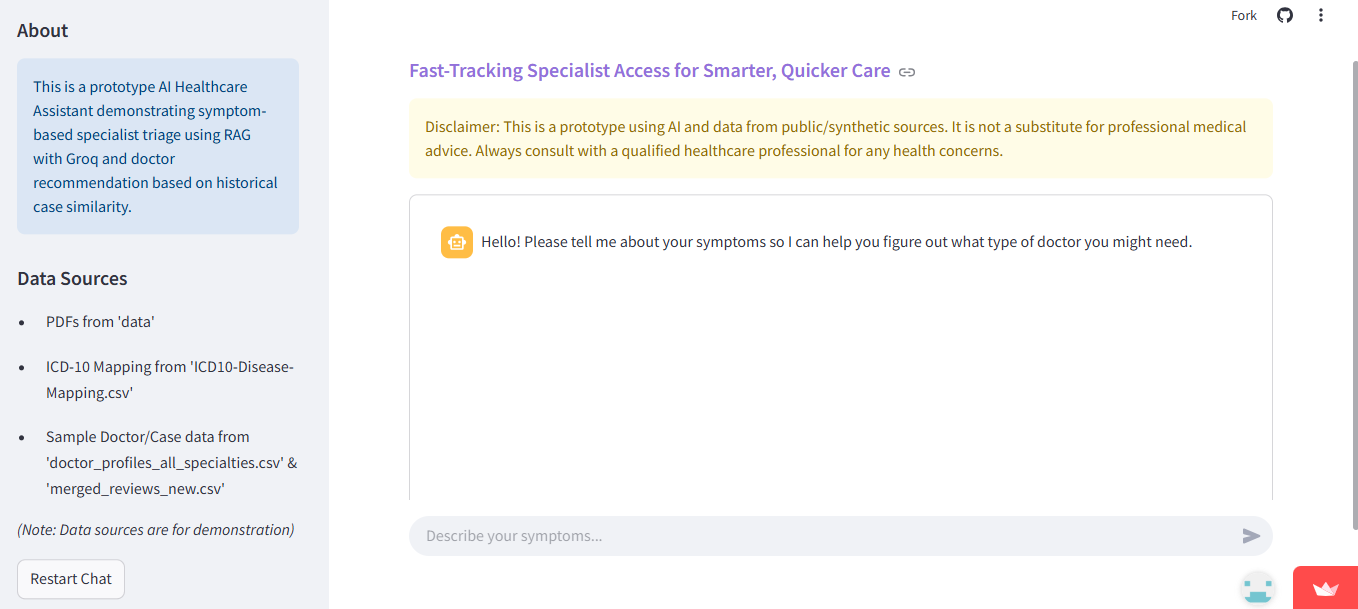 About
This is a prototype AI Healthcare
Assistant demonstrating symptom-
based specialist triage using RAG
with Groq and doctor
recommendation based on historical
case similarity.
Data Sources
PDFs from 'data'
ICD-10 Mapping from 'ICD10-Disease-
Mapping.csv'
Sample Doctor/Case data from
'doctor_profiles_all_specialties.csv' &
'merged_reviews_new.csv'
(Note: Data sources are for demonstration)
Restart Chat
Fork
Fast-Tracking Specialist Access for Smarter, Quicker Care
Disclaimer: This is a prototype using AI and data from public/synthetic sources. It is not a substitute for professional medical
advice. Always consult with a qualified healthcare professional for any health concerns.
Hello! Please tell me about your symptoms so I can help you figure out what type of doctor you might need.
Describe your symptoms...